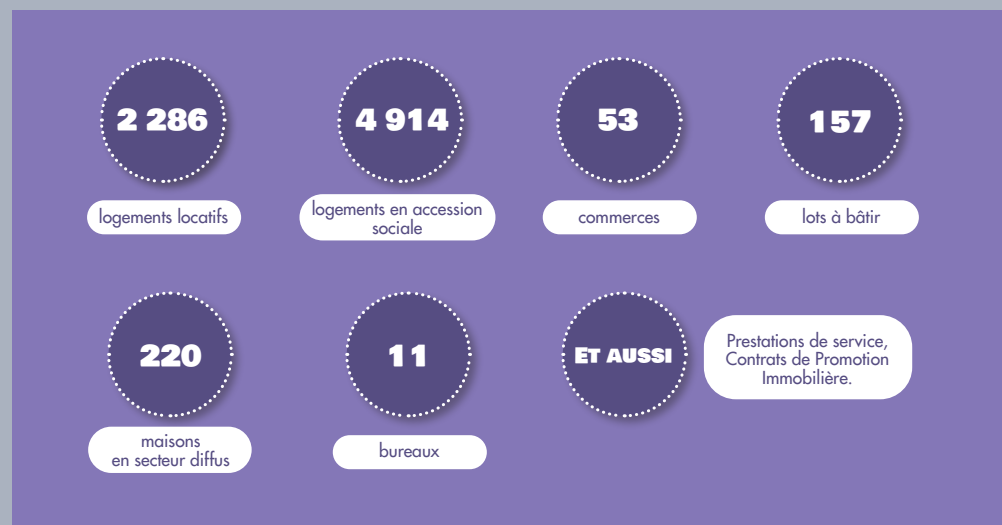 2 286
logements locatifs
4 914
logements en accession
sociale
53
commerces
157
lots à bâtir
220
maisons
en secteur diffus
11
bureaux
ET AUSSI
Prestations de service,
Contrats de Promotion
Immobilière.